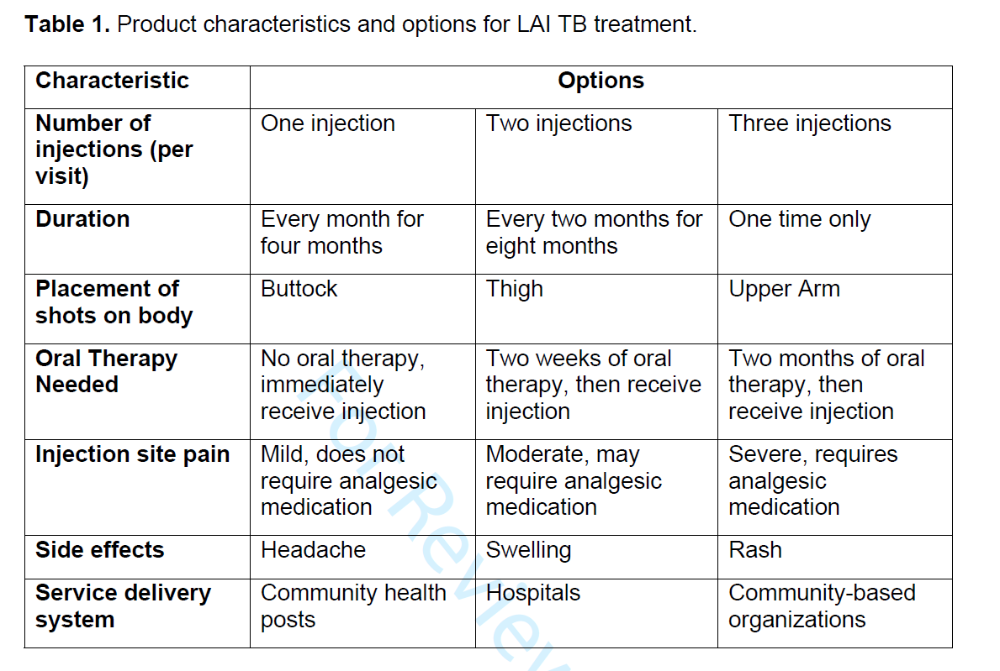 Table 1. Product characteristics and options for LAI TB treatment.
Characteristic
Options
Number of
injections (per
visit)
One injection
Two injections
Three injections
Duration
Every month for
four months
Every two months for
eight months
One time only
Placement of
shots on body
Buttock
Thigh
Upper Arm
Oral Therapy
Needed
No oral therapy,
immediately
receive injection
Two weeks of oral
therapy, then receive
injection
Two months of oral
therapy, then
receive injection
Injection site pain
Mild, does not
require analgesic
medication
Moderate, may
require analgesic
medication
Severe, requires
analgesic
medication
Side effects
Headache
Swelling
Rash
Service delivery
system
Community health
posts
Hospitals
Community-based
organizations
For Review